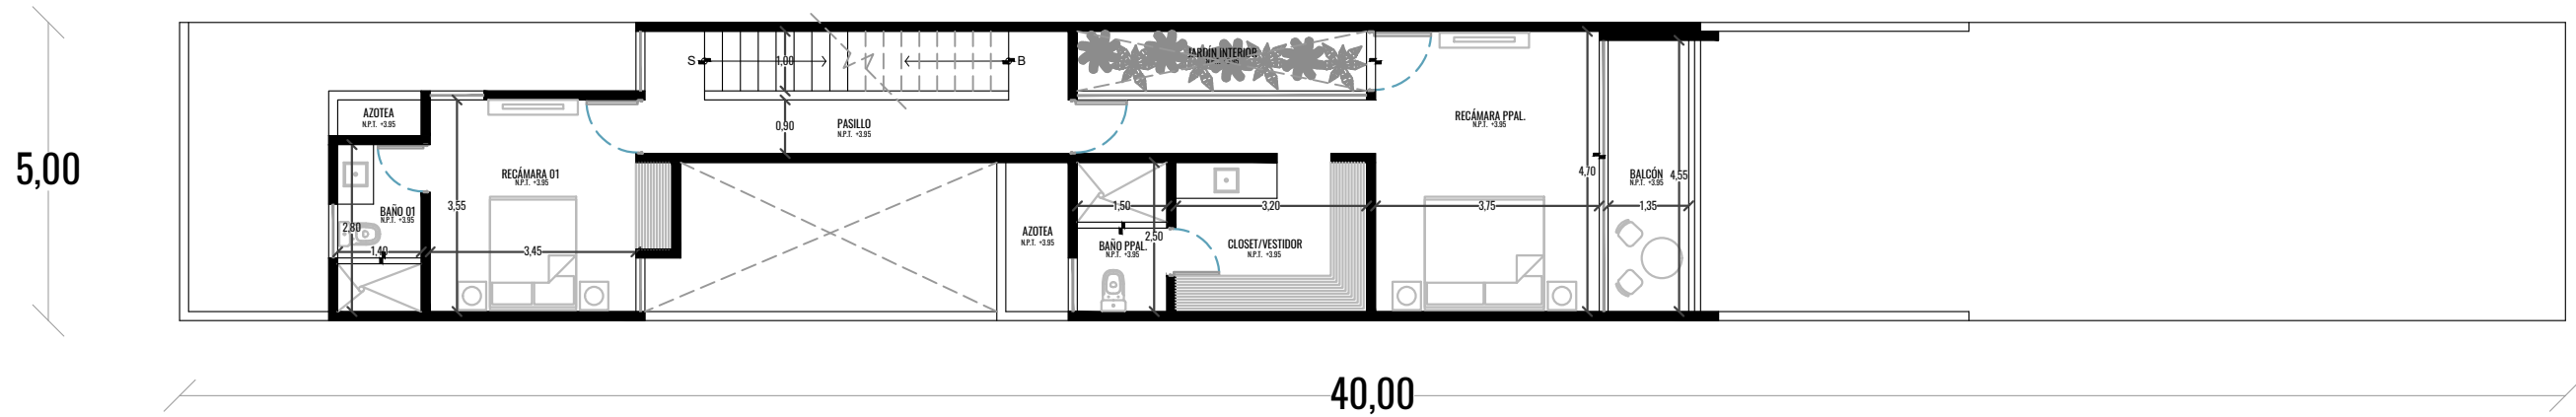 S
1,00
B
JARDÍN INTERIOR
AZOTEA
N.P.T. +3.95
0,90
PASILLO
N.P.T. +3.95
RECÁMARA PPAL.
N.P.T. +3.95
5,00
RECÁMARA 01
N.P.T. +3.95
4,70
BALCÓN
N.P.T. +3.95
4,55
BAÑO 01
N.P.T. +3.95
3,55
1,50
3,20
3,75
1,35
2,80
AZOTEA
N.P.T. +3.95
2,50
BAÑO PPAL.
N.P.T. +3.95
CLOSET/VESTIDOR
N.P.T. +3.95
1,40
3,45
40,00